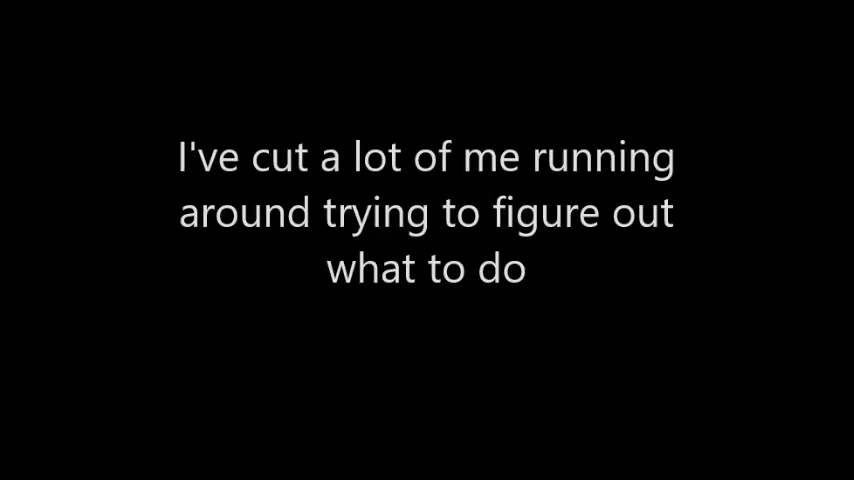 I've cut a lot of me running
around trying to figure out
what to do